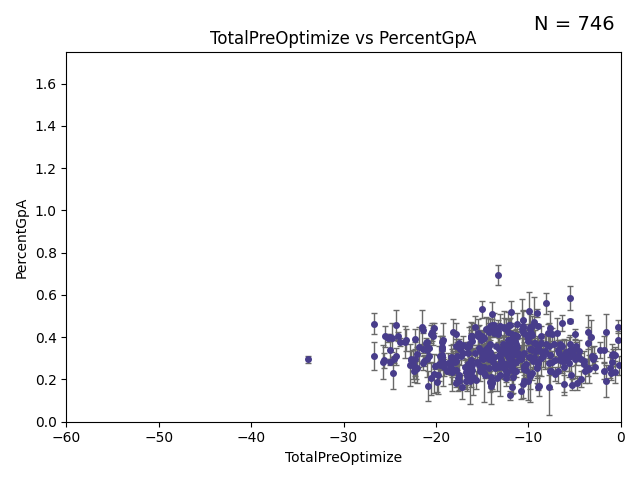 N = 746
TotalPreOptimize vs PercentGpA
PercentGpA
1.6
1.4
1.2
1.0
0.8
0.6
0.4
0.2
0.0
−60 −50 −40 −30 −20 −10 0
TotalPreOptimize